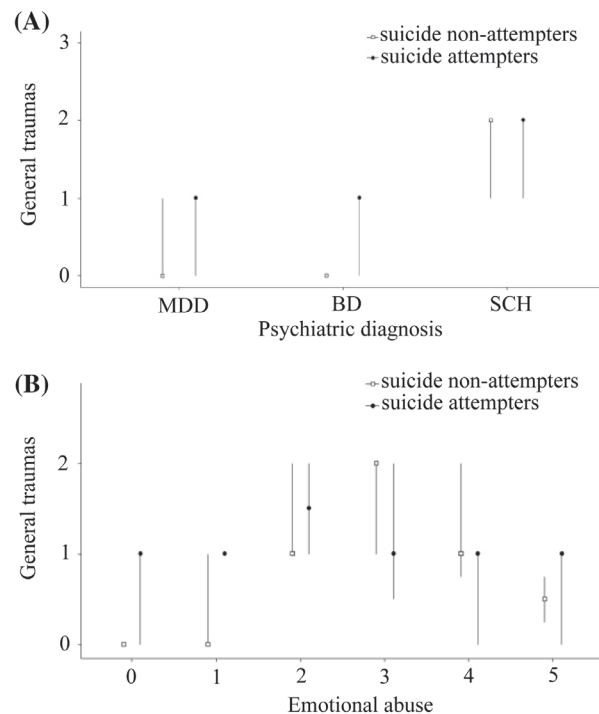 (A)
suicide non-attempters
suicide attempters
3
2
1
0
General traumas
MDD BD SCH
Psychiatric diagnosis
(B)
suicide non-attempters
suicide attempters
2
1
0
General traumas
0 1 2 3 4 5
Emotional abuse